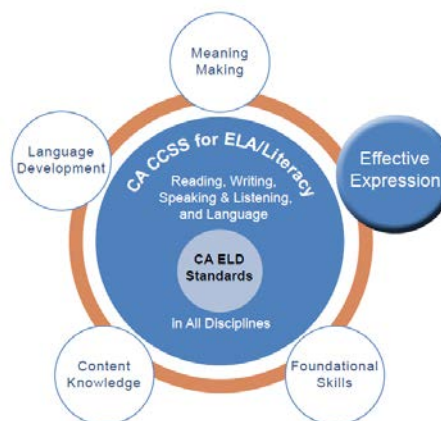 Meaning
Making
Language
Development
Effective
Expression
CA CCSS for ELA/Literacy
Reading, Writing,
Speaking & Listening,
and Language
CA ELD
Standards
in All Disciplines
Content
Knowledge
Foundational
Skills